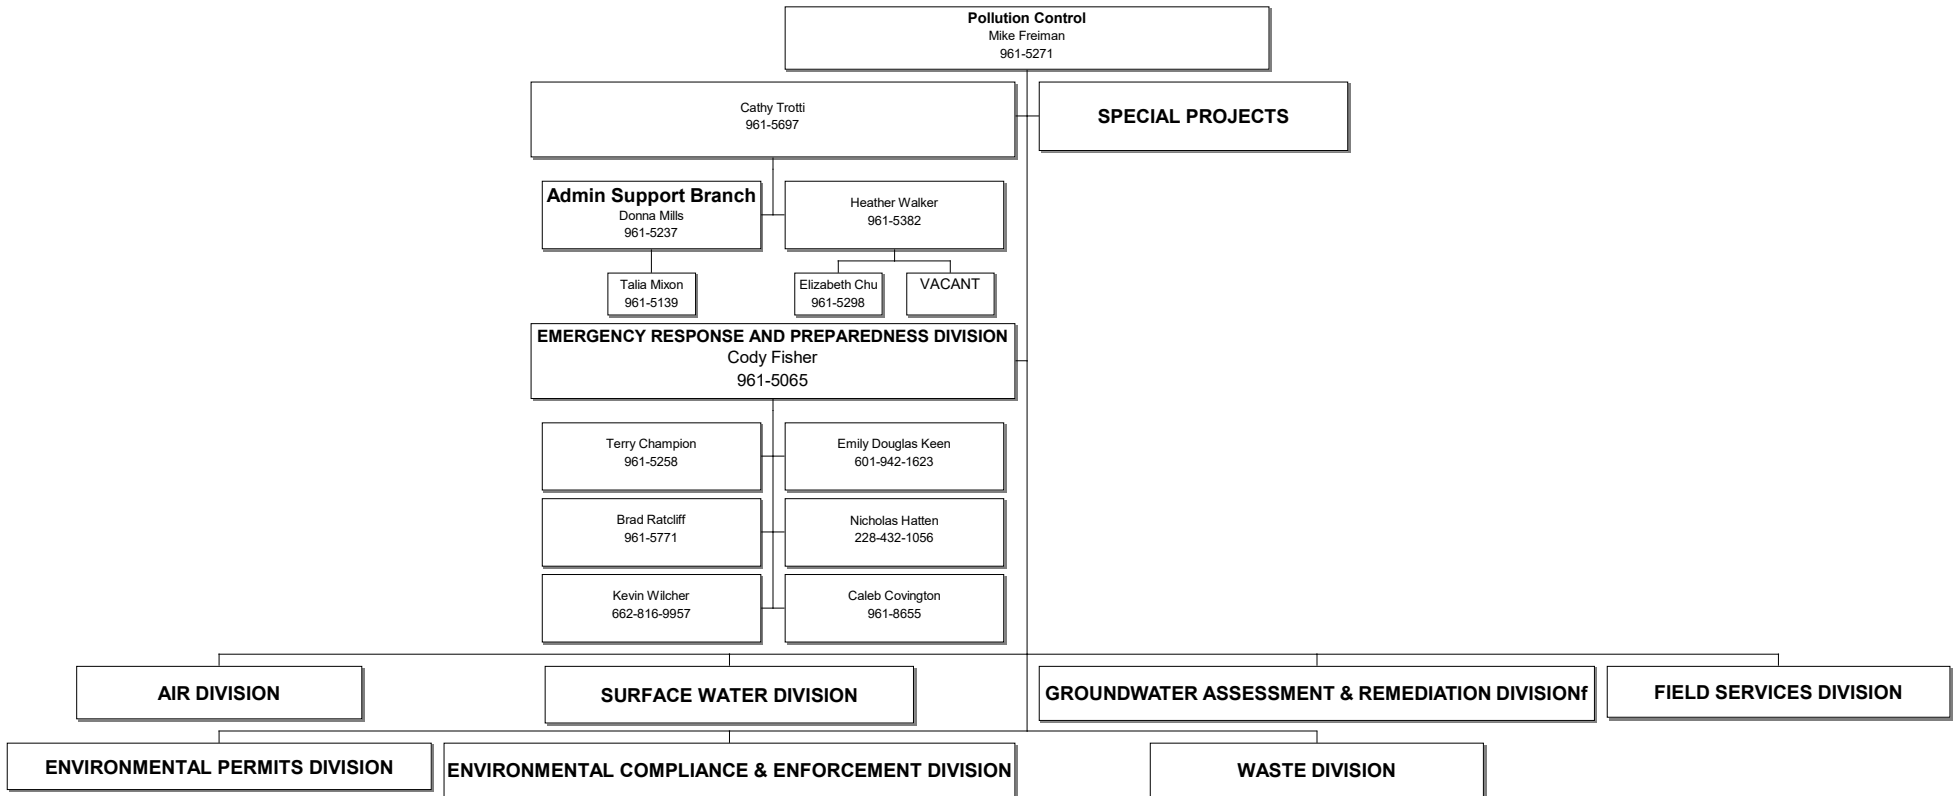 Pollution Control
Mike Freiman
961-5271
Cathy Trotti
961-5697
SPECIAL PROJECTS
Admin Support Branch
Donna Mills
961-5237
Heather Walker
961-5382
Talia Mixon
961-5139
Elizabeth Chu
961-5298
VACANT
EMERGENCY RESPONSE AND PREPAREDNESS DIVISION
Cody Fisher
961-5065
Terry Champion
961-5258
Emily Douglas Keen
601-942-1623
Brad Ratcliff
961-5771
Nicholas Hatten
228-432-1056
Kevin Wilcher
662-816-9957
Caleb Covington
961-8655
AIR DIVISION
SURFACE WATER DIVISION
GROUNDWATER ASSESSMENT & REMEDIATION DIVISIONf
FIELD SERVICES DIVISION
ENVIRONMENTAL PERMITS DIVISION
ENVIRONMENTAL COMPLIANCE & ENFORCEMENT DIVISION
WASTE DIVISION